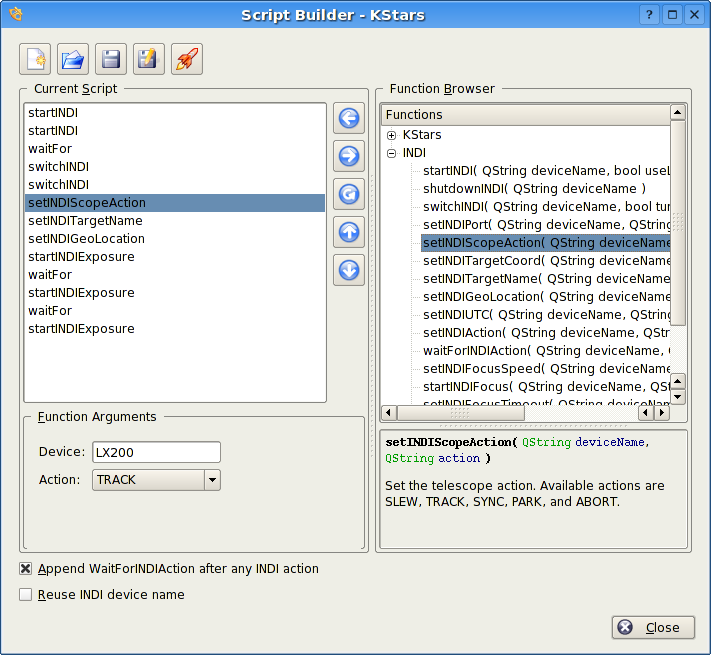 Script Builder - KStars
Current Script
startINDI
startINDI
waitFor
switchINDI
switchINDI
setINDIScopeAction
setINDITargetName
setINDIGeoLocation
startINDIExposure
waitFor
startINDIExposure
waitFor
startINDIExposure
Function Arguments
Device: LX200
Action: TRACK
Function Browser
Functions
KStars
INDI
startINDI( QString deviceName, bool useL
shutdownINDI( QString deviceName )
switchINDI( QString deviceName, bool tur
setINDIPort( QString deviceName, QString
setINDIScopeAction( QString deviceName
setINDITargetCoord( QString deviceName
setINDITargetName( QString deviceName
setINDIGeoLocation( QString deviceName
setINDIUTC( QString deviceName, QString
setINDIAction( QString deviceName, QStr
waitForINDIAction( QString deviceName, 
setINDIFocusSpeed( QString deviceName
startINDIFocus( QString deviceName, QSt
setINDIFocusTimeout( QString deviceName
setINDIScopeAction( QString deviceName,
QString action )
Set the telescope action. Available actions are
SLEW, TRACK, SYNC, PARK, and ABORT.
Append WaitForINDIAction after any INDI action
Reuse INDI device name
Close